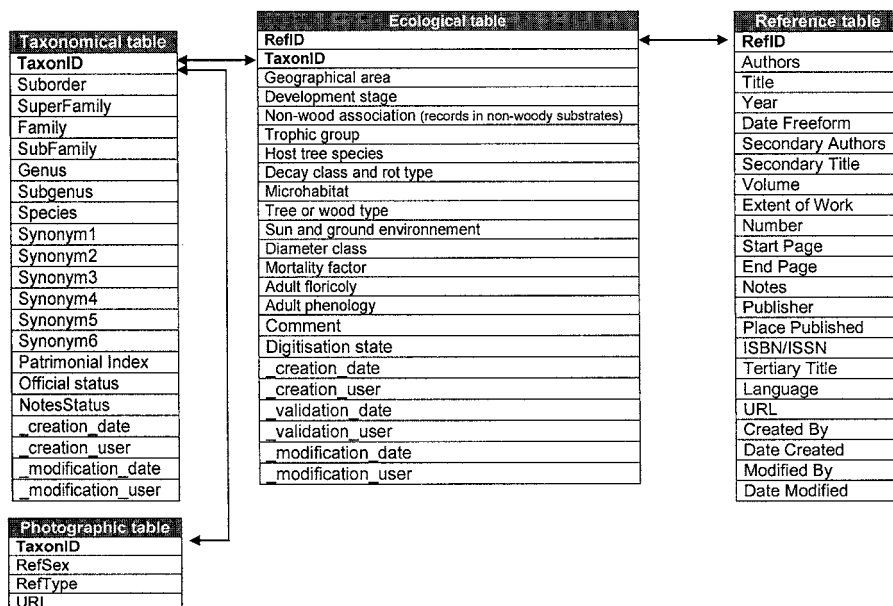 Taxonomical table
TaxonID
Suborder
SuperFamily
Family
SubFamily
Genus
Subgenus
Species
Synonym1
Synonym2
Synonym3
Synonym4
Synonym5
Synonym6
Patrimonial Index
Official status
NotesStatus
_creation_date
_creation_user
_modification_date
_modification_user
Photographic table
TaxonID
RefSex
RefType
URL
Ecological table
RefID
TaxonID
Geographical area
Development stage
Non-wood association (records in non-woody substrates)
Trophic group
Host tree species
Decay class and rot type
Microhabitat
Tree or wood type
Sun and ground environnement
Diameter class
Mortality factor
Adult floricoly
Adult phenology
Comment
Digitisation state
_creation_date
_creation_user
_validation_date
_validation_user
_modification_date
_modification_user
Reference table
RefID
Authors
Title
Year
Date Freeform
Secondary Authors
Secondary Title
Volume
Extent of Work
Number
Start Page
End Page
Notes
Publisher
Place Published
ISBN/ISSN
Tertiary Title
Language
URL
Created By
Date Created
Modified By
Date Modified